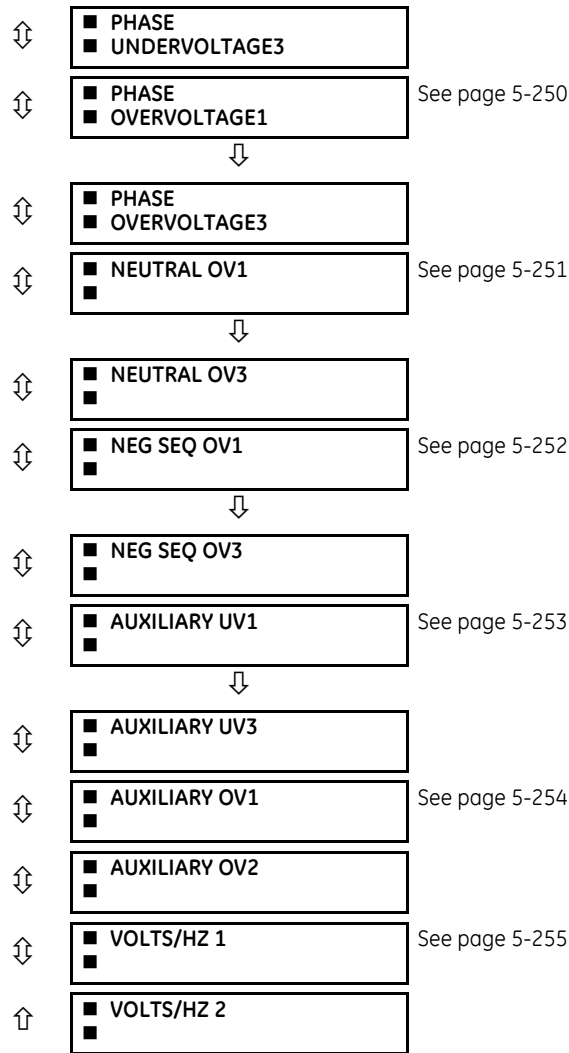 ■ PHASE
■ UNDERVOLTAGE3
■ PHASE
■ OVERVOLTAGE1
See page 5-250
■ PHASE
■ OVERVOLTAGE3
■ NEUTRAL OV1
■
See page 5-251
■ NEUTRAL OV3
■
■ NEG SEQ OV1
■
See page 5-252
■ NEG SEQ OV3
■
■ AUXILIARY UV1
■
See page 5-253
■ AUXILIARY UV3
■
■ AUXILIARY OV1
■
See page 5-254
■ AUXILIARY OV2
■
■ VOLTS/HZ 1
■
See page 5-255
■ VOLTS/HZ 2
■